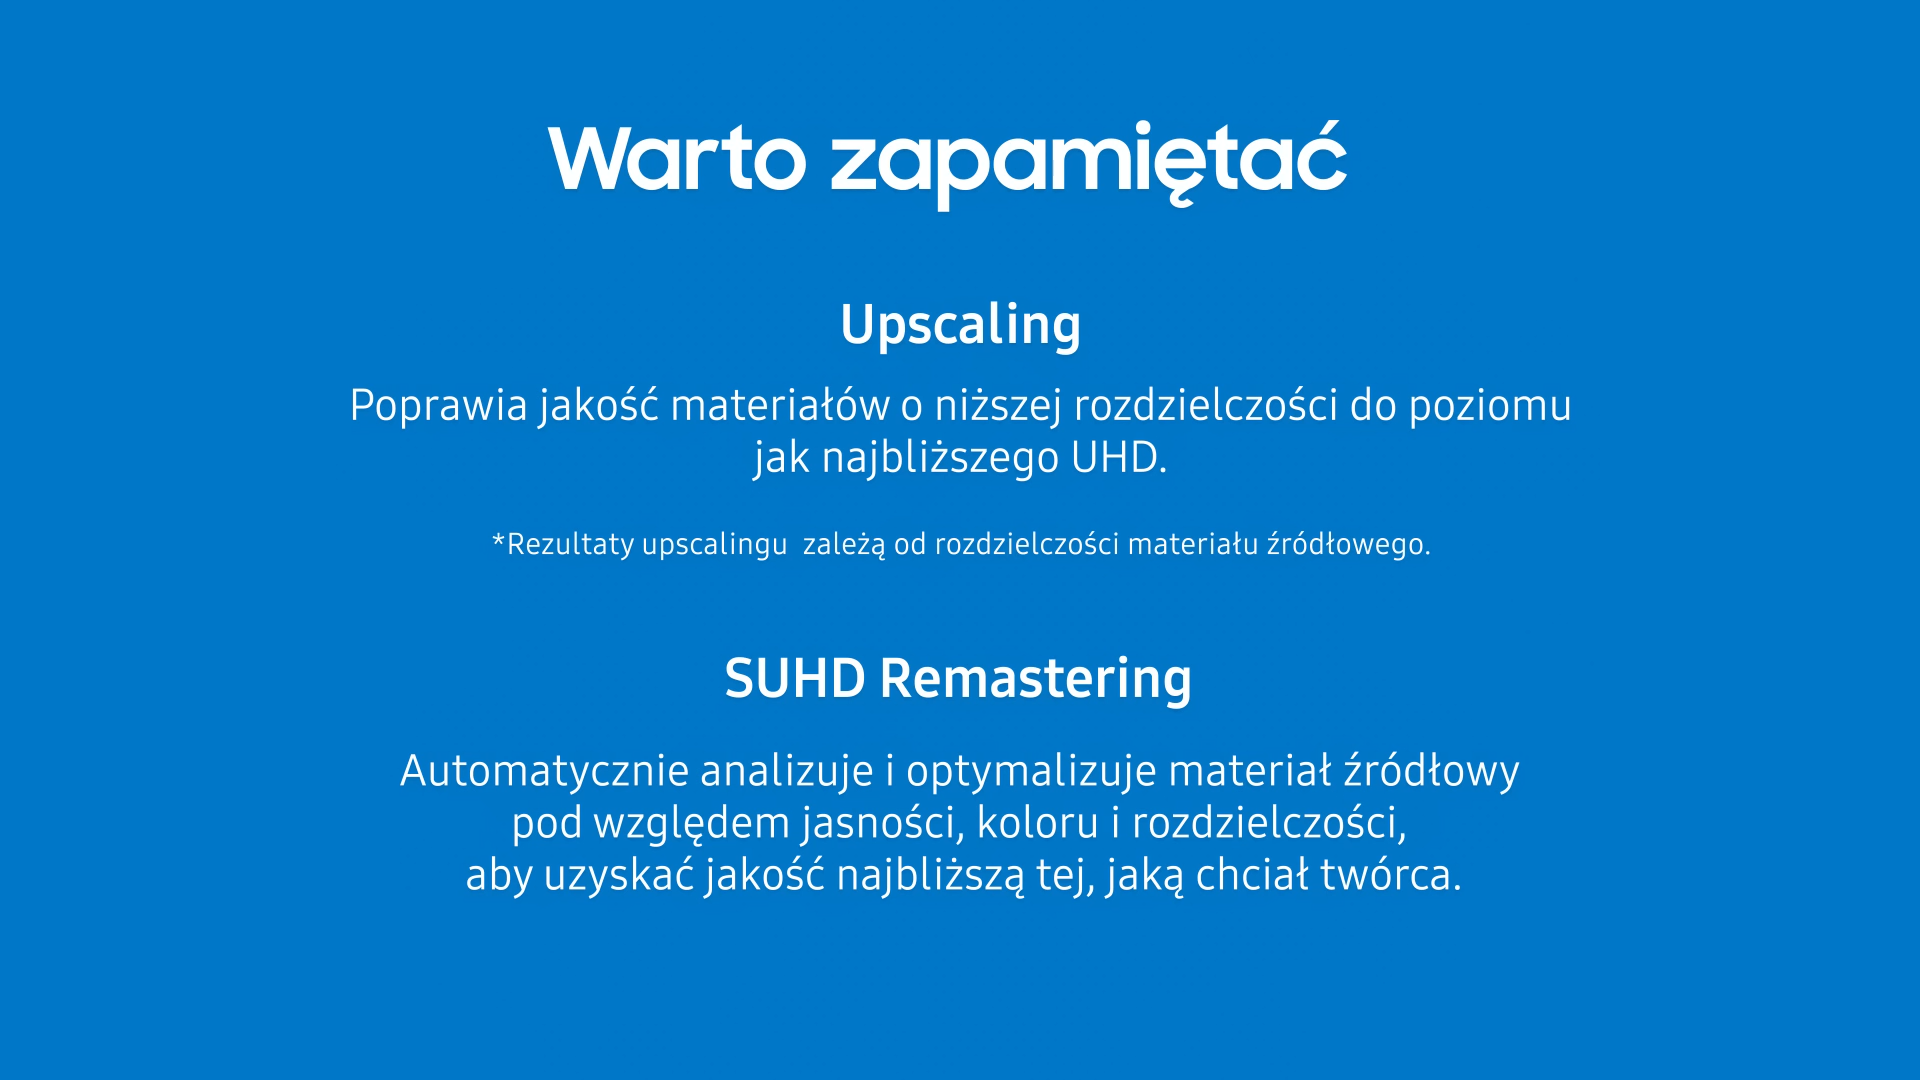 Warto zapamiętać
Upscaling
Poprawia jakość materiałów o niższej rozdzielczości do poziomu
jak najbliższego UHD.
*Rezultaty upscalingu  zależą od rozdzielczości materiału źródłowego.
SUHD Remastering
Automatycznie analizuje i optymalizuje materiał źródłowy
pod względem jasności, koloru i rozdzielczości,
aby uzyskać jakość najbliższą tej, jaką chciał twórca.